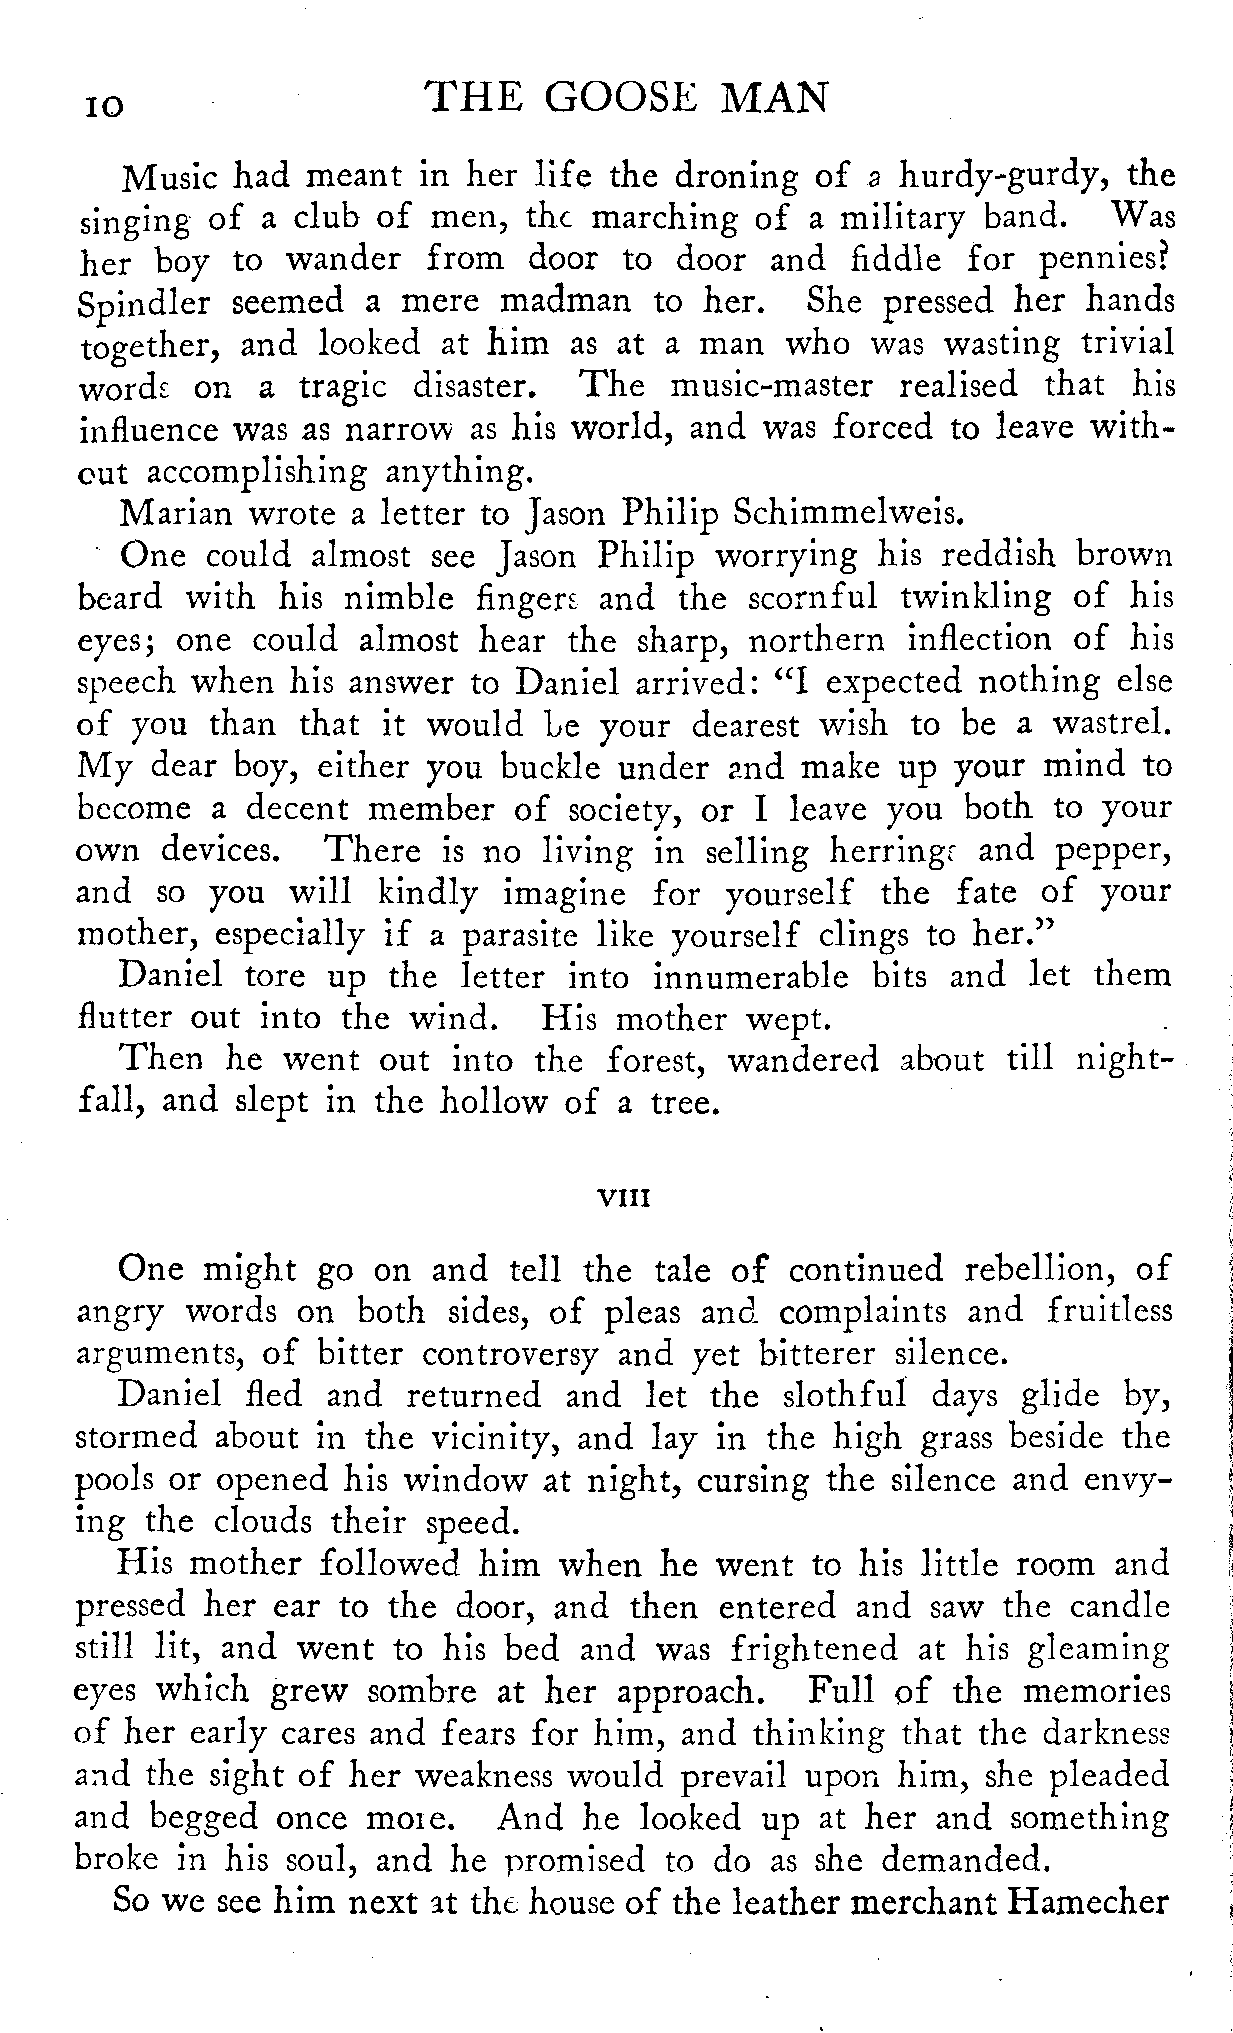 10 THE GOOSE MAN
Music had meant in her life the droning of a hurdy-gurdy, the
singing of a club of men, the marching of a military band. Was
her boy to wander from door to door and fiddle for pennies?
Spindler seemed a mere madman to her. She pressed her hands
together, and looked at him as at a man who was wasting trivial
words on a tragic disaster. The music-master realised that his
influence was as narrow as his world, and was forced to leave with-
out accomplishing anything.
Marian wrote a letter to Jason Philip Schimmelweis.
One could almost see Jason Philip worrying his reddish brown
beard with his nimble fingers and the scornful twinkling of his
eyes; one could almost hear the sharp, northern inflection of his
speech when his answer to Daniel arrived: “I expected nothing else
of you than that it would be your dearest wish to be a wastrel.
My dear boy, either you buckle under and make up your mind to
become a decent member of society, or I leave you both to your
own devices. There is no living in selling herrings and pepper,
and so you will kindly imagine for yourself the fate of your
mother, especially if a parasite like yourself clings to her.”
Daniel tore up the letter into innumerable bits and let them
flutter out into the wind. His mother wept.
Then he went out into the forest, wandered about till night-
fall, and slept in the hollow of a tree.
VIII
One might go on and tell the tale of continued rebellion, of
angry words on both sides, of pleas and complaints and fruitless
arguments, of bitter controversy and yet bitterer silence.
Daniel fled and returned and let the slothful days glide by,
stormed about in the vicinity, and lay in the high grass beside the
pools or opened his window at night, cursing the silence and envy-
ing the clouds their speed.
His mother followed him when he went to his little room and
pressed her ear to the door, and then entered and saw the candle
still lit, and went to his bed and was frightened at his gleaming
eyes which grew sombre at her approach. Full of the memories
of her early cares and fears for him, and thinking that the darkness
and the sight of her weakness would prevail upon him, she pleaded
and begged once more. And he looked up at her and something
broke in his soul, and he promised to do as she demanded.
So we see him next at the house of the leather merchant Hamecher